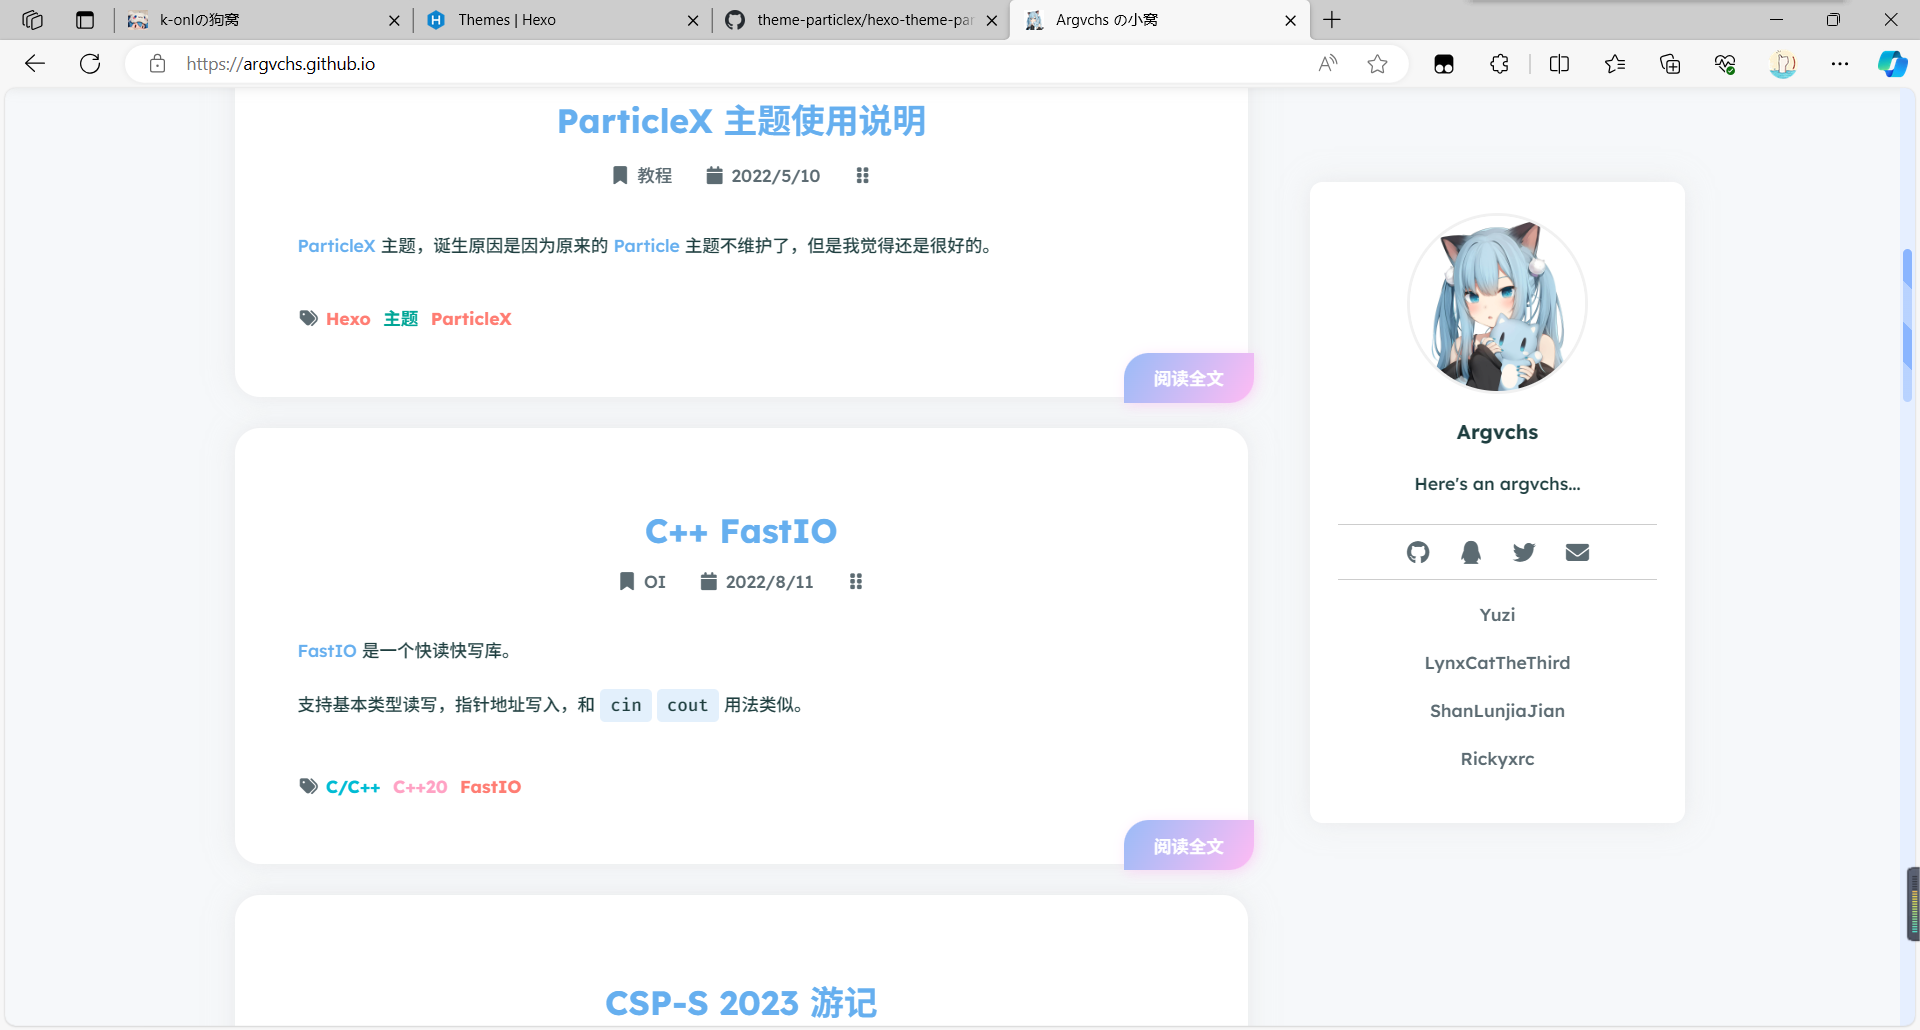 k-onlの狗窝
Themes | Hexo
theme-particlex/hexo-theme-par
Argvchs の小窝
https://argvchs.github.io
ParticleX 主题使用说明
教程 2022/5/10
ParticleX 主题，诞生原因是因为原来的 Particle 主题不维护了，但是我觉得还是很好的。
Hexo 主题 ParticleX
阅读全文
C++ FastIO
OI 2022/8/11
FastIO 是一个快读快写库。
支持基本类型读写，指针地址写入，和 cin cout 用法类似。
C/C++ C++20 FastIO
阅读全文
CSP-S 2023 游记
Argvchs
Here's an argvchs...
Yuzi
LynxCatTheThird
ShanLunjiaJian
Rickyxrc